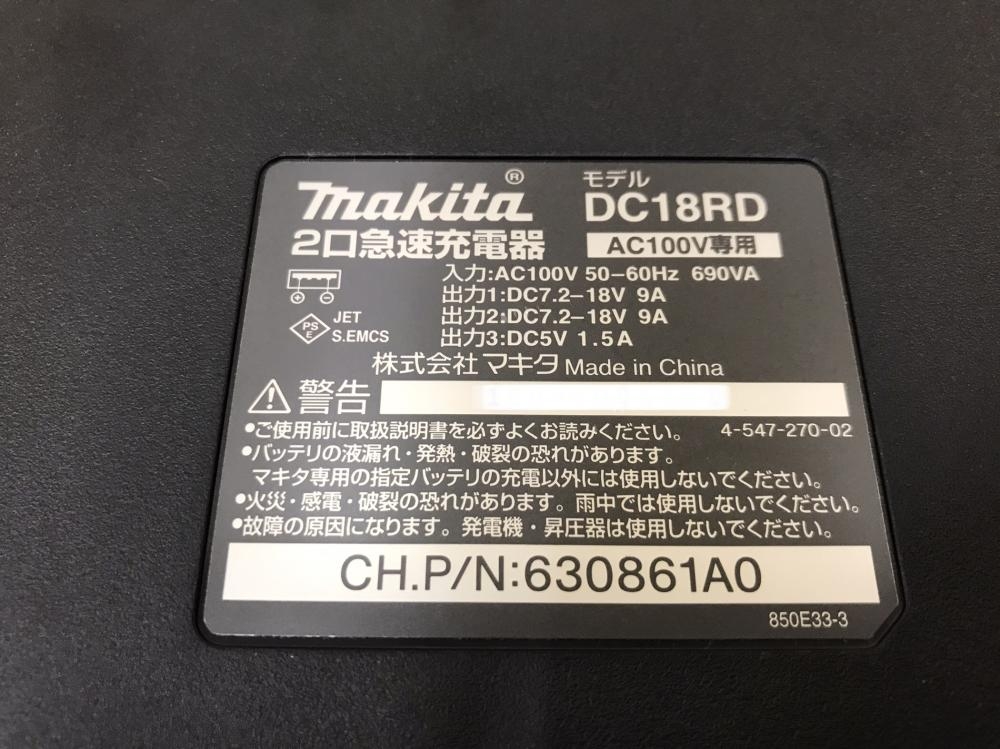 makita®
モデル
DC18RD
2口急速充電器
AC100V専用
入力:AC100V 50–60Hz 690VA
出力1:DC7.2–18V 9A
出力2:DC7.2–18V 9A
出力3:DC5V 1.5A
PS
E
JET
S.EMCS
株式会社 マキタ Made in China
警告
●ご使用前に取扱説明書を必ずよくお読みください。 4-547-270-02
●バッテリの液漏れ・発熱・破裂の恐れがあります。
マキタ専用の指定バッテリの充電以外には使用しないでください。
●火災・感電・破裂の恐れがあります。雨中では使用しないでください。
●故障の原因になります。発電機・昇圧器は使用しないでください。
CH.P/N:630861A0
850E33-3